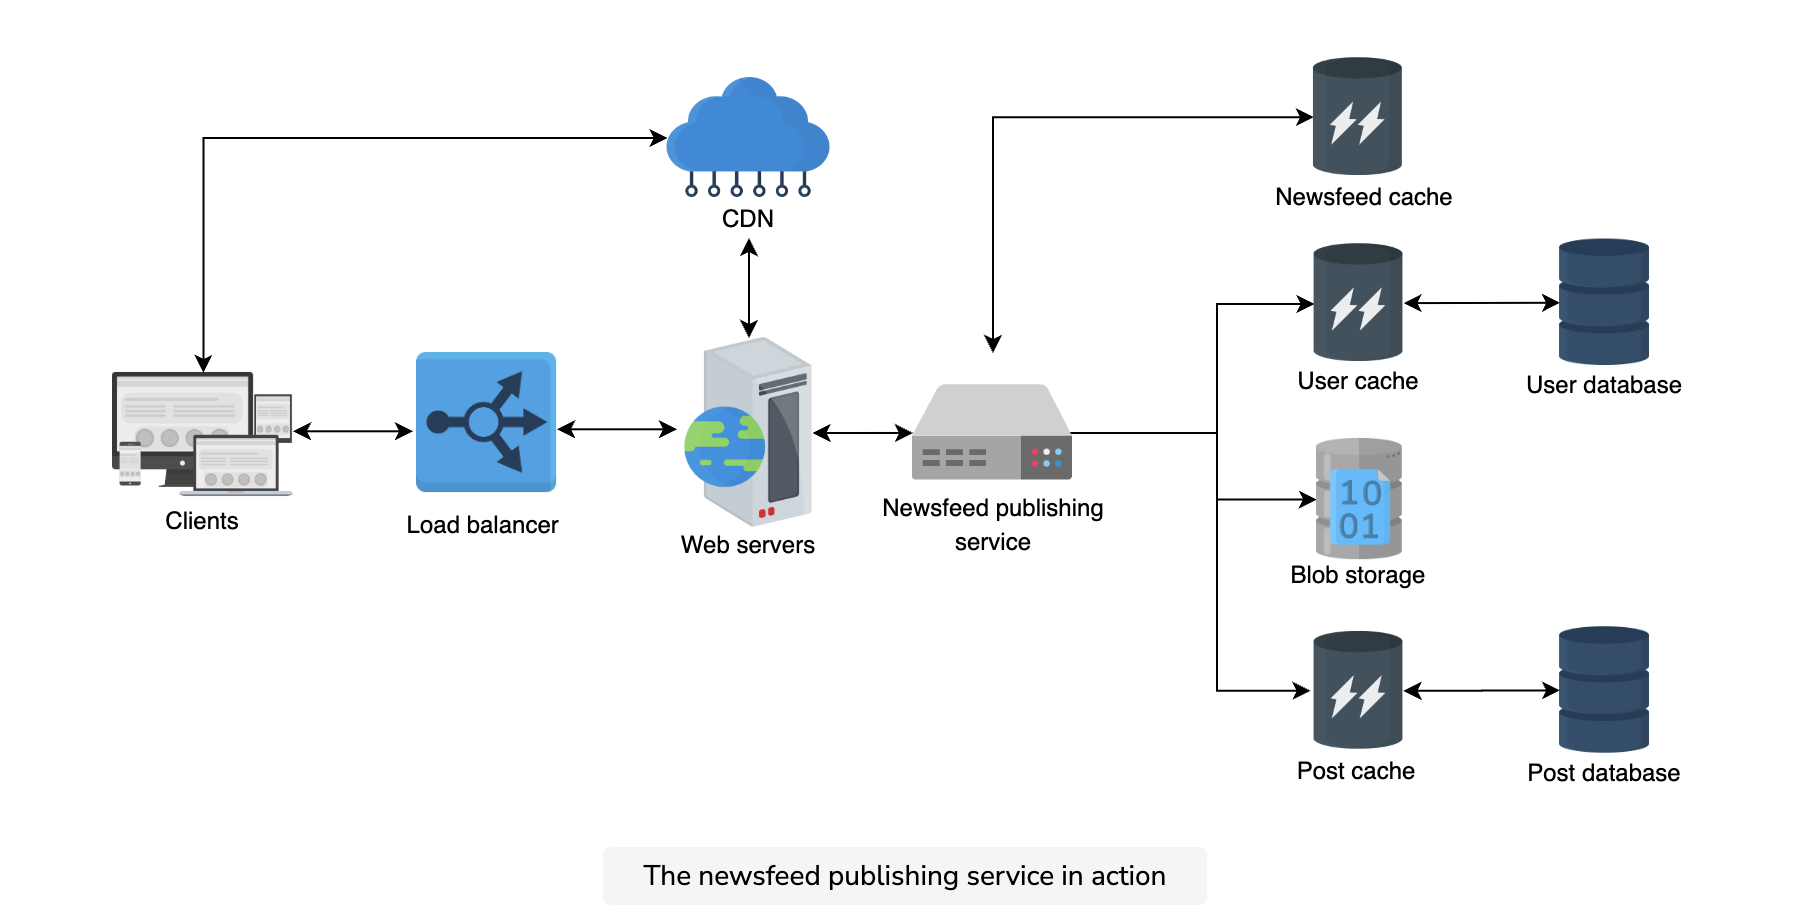 CDN
Newsfeed cache
User cache
User database
Clients
Load balancer
Web servers
Newsfeed publishing
service
10
01
Blob storage
Post cache
Post database
The newsfeed publishing service in action